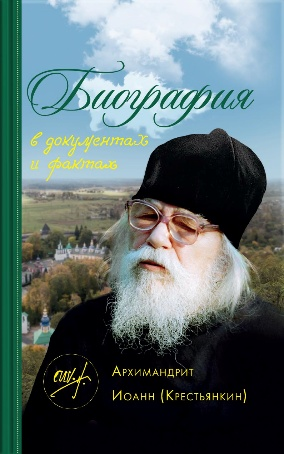 Биография
в документах
и фактах
Архимандрит
Иоанн (Крестьянкин)